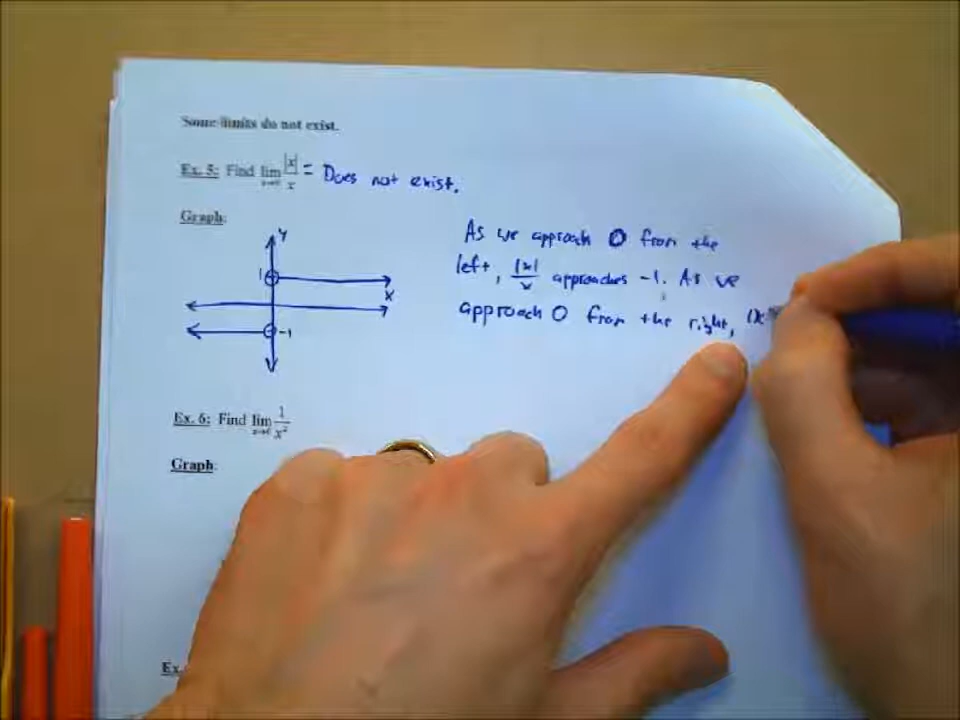 Some limits do not exist.
Ex. 5: Find lim x→0 |x|/x = Does not exist.
Graph:
y
1
x
-1
As we approach 0 from the
left, |x|/x approaches -1. As we
approach 0 from the right,
Ex. 6: Find lim x→0 1/x²
Graph:
Ex.